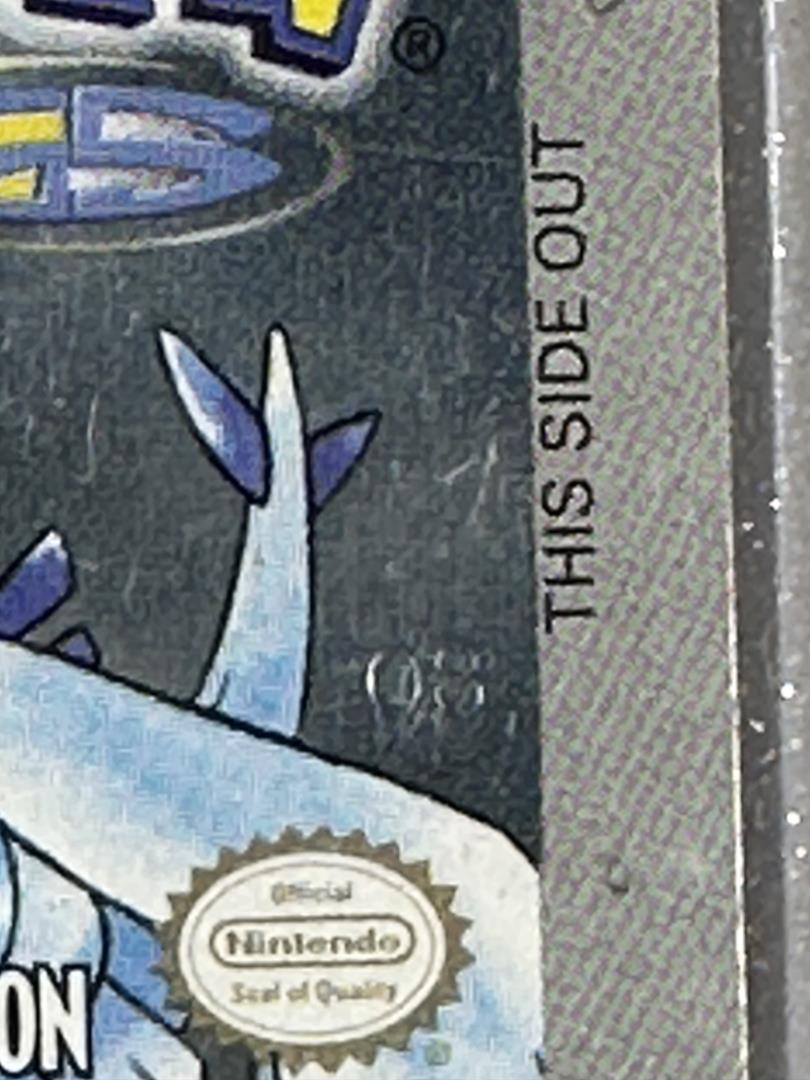 ®
THIS SIDE OUT
Official
Nintendo
Seal of Quality
ON